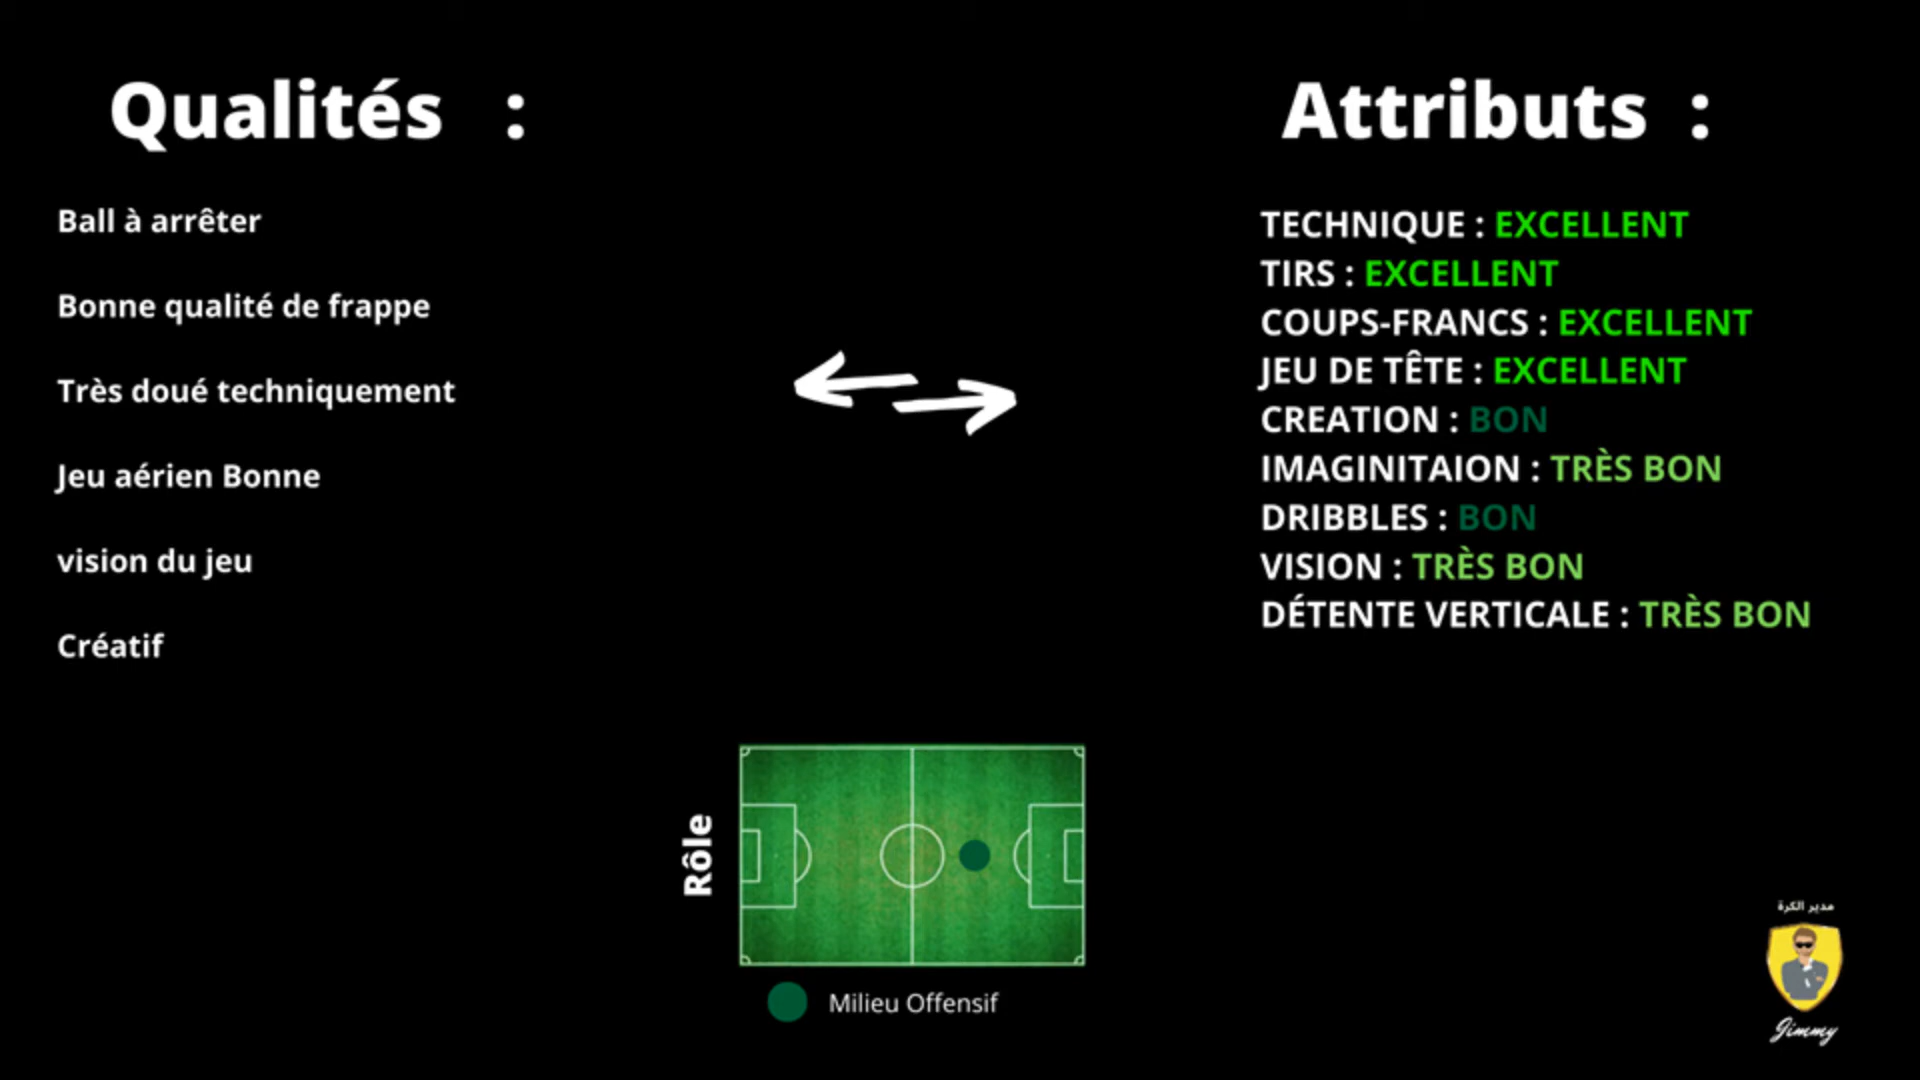 Qualités :
Ball à arrêter
Bonne qualité de frappe
Très doué techniquement
Jeu aérien Bonne
vision du jeu
Créatif
Attributs :
TECHNIQUE : EXCELLENT
TIRS : EXCELLENT
COUPS-FRANCS : EXCELLENT
JEU DE TÊTE : EXCELLENT
CREATION : BON
IMAGINITAION : TRÈS BON
DRIBBLES : BON
VISION : TRÈS BON
DÉTENTE VERTICALE : TRÈS BON
Rôle
Milieu Offensif
مدير الكرة
Jimmy